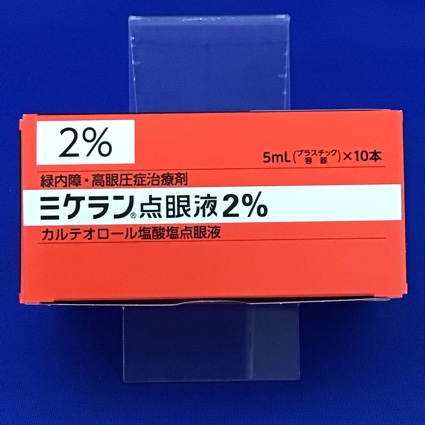 2%
5mL(プラスチック容器)×10本
緑内障・高眼圧症治療剤
ミケラン®点眼液2%
カルテオロール塩酸塩点眼液